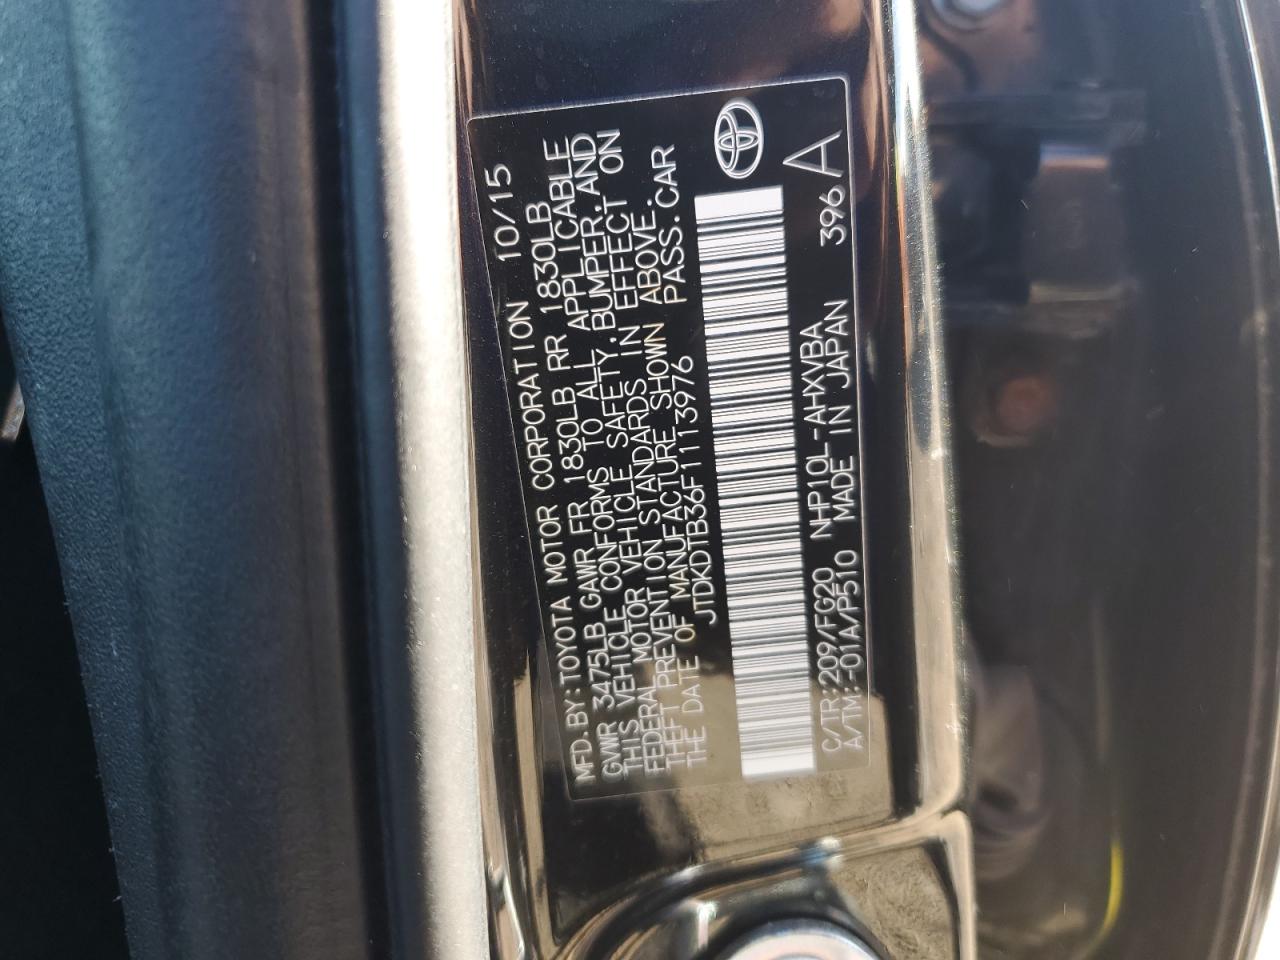 MFD.BY:TOYOTA MOTOR CORPORATION 10/15
GVWR 3475LB GAWR FR 1830LB RR 1830LB
THIS VEHICLE CONFORMS TO ALL APPLICABLE
FEDERAL MOTOR VEHICLE SAFETY,BUMPER,AND
THEFT PREVENTION STANDARDS IN EFFECT ON
THE DATE OF MANUFACTURE SHOWN ABOVE.
JTDKDTB36F1113976 PASS.CAR
C/TR:209/FG20 NHP10L-AHXVBA 396 A
A/TM:-01A/P510 MADE IN JAPAN